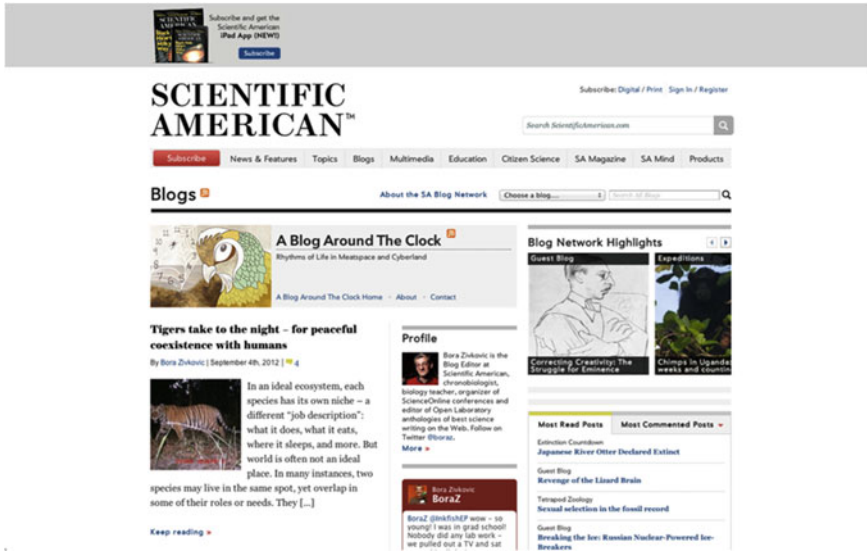 Subscribe and get the
Scientific American
iPad App (NEW!)
Subscribe
SCIENTIFIC
AMERICAN™
Subscribe: Digital / Print Sign In / Register
Search ScientificAmerican.com
Subscribe News & Features Topics Blogs Multimedia Education Citizen Science SA Magazine SA Mind Products
Blogs
About the SA Blog Network Choose a blog.... Search All Blogs
A Blog Around The Clock
Rhythms of Life in Meatspace and Cyberland
A Blog Around The Clock Home · About · Contact
Tigers take to the night – for peaceful
coexistence with humans
By Bora Zivkovic | September 4th, 2012 | 4
In an ideal ecosystem, each
species has its own niche – a
different "job description":
what it does, what it eats,
where it sleeps, and more. But
world is often not an ideal
place. In many instances, two
species may live in the same spot, yet overlap in
some of their roles or needs. They [...]
Keep reading »
Profile
Bora Zivkovic is the
Blog Editor at
Scientific American,
chronobiologist,
biology teacher, organizer of
ScienceOnline conferences and
editor of Open Laboratory
anthologies of best science
writing on the Web. Follow on
Twitter @boraz.
More »
Bora Zivkovic
BoraZ
BoraZ @InkfishEP wow – so
young! I was in grad school!
Nobody did any lab work –
we pulled out a TV and sat
Blog Network Highlights
Guest Blog
Correcting Creativity: The
Struggle for Eminence
Expeditions
Chimps in Uganda:
weeks and countin
Most Read Posts Most Commented Posts
Extinction Countdown
Japanese River Otter Declared Extinct
Guest Blog
Revenge of the Lizard Brain
Tetrapod Zoology
Sexual selection in the fossil record
Guest Blog
Breaking the Ice: Russian Nuclear-Powered Ice-
Breakers